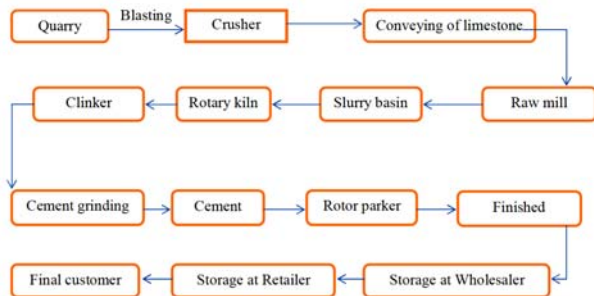 Quarry
Blasting
Crusher
Conveying of limestone
Raw mill
Slurry basin
Rotary kiln
Clinker
Cement grinding
Cement
Rotor parker
Finished
Storage at Wholesaler
Storage at Retailer
Final customer